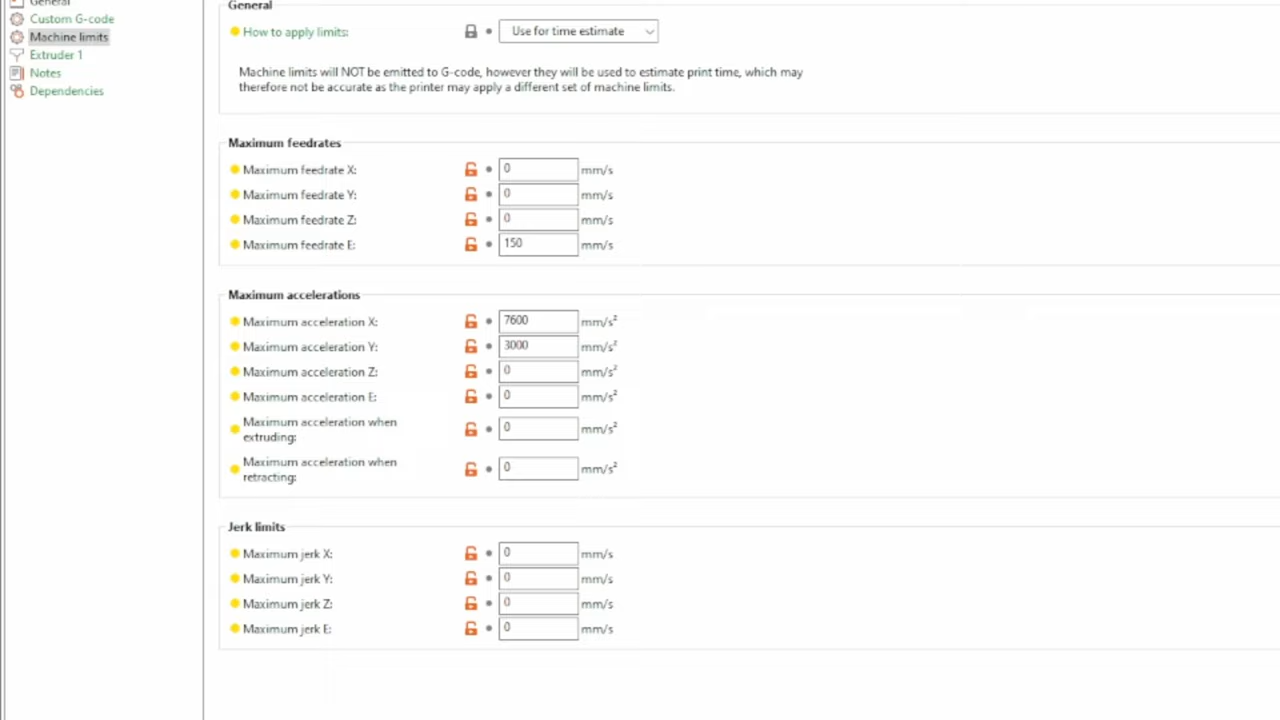 General
Custom G-code
Machine limits
Extruder 1
Notes
Dependencies
General
How to apply limits:
Use for time estimate
Machine limits will NOT be emitted to G-code, however they will be used to estimate print time, which may
therefore not be accurate as the printer may apply a different set of machine limits.
Maximum feedrates
Maximum feedrate X: 0 mm/s
Maximum feedrate Y: 0 mm/s
Maximum feedrate Z: 0 mm/s
Maximum feedrate E: 150 mm/s
Maximum accelerations
Maximum acceleration X: 7600 mm/s²
Maximum acceleration Y: 3000 mm/s²
Maximum acceleration Z: 0 mm/s²
Maximum acceleration E: 0 mm/s²
Maximum acceleration when
extruding: 0 mm/s²
Maximum acceleration when
retracting: 0 mm/s²
Jerk limits
Maximum jerk X: 0 mm/s
Maximum jerk Y: 0 mm/s
Maximum jerk Z: 0 mm/s
Maximum jerk E: 0 mm/s